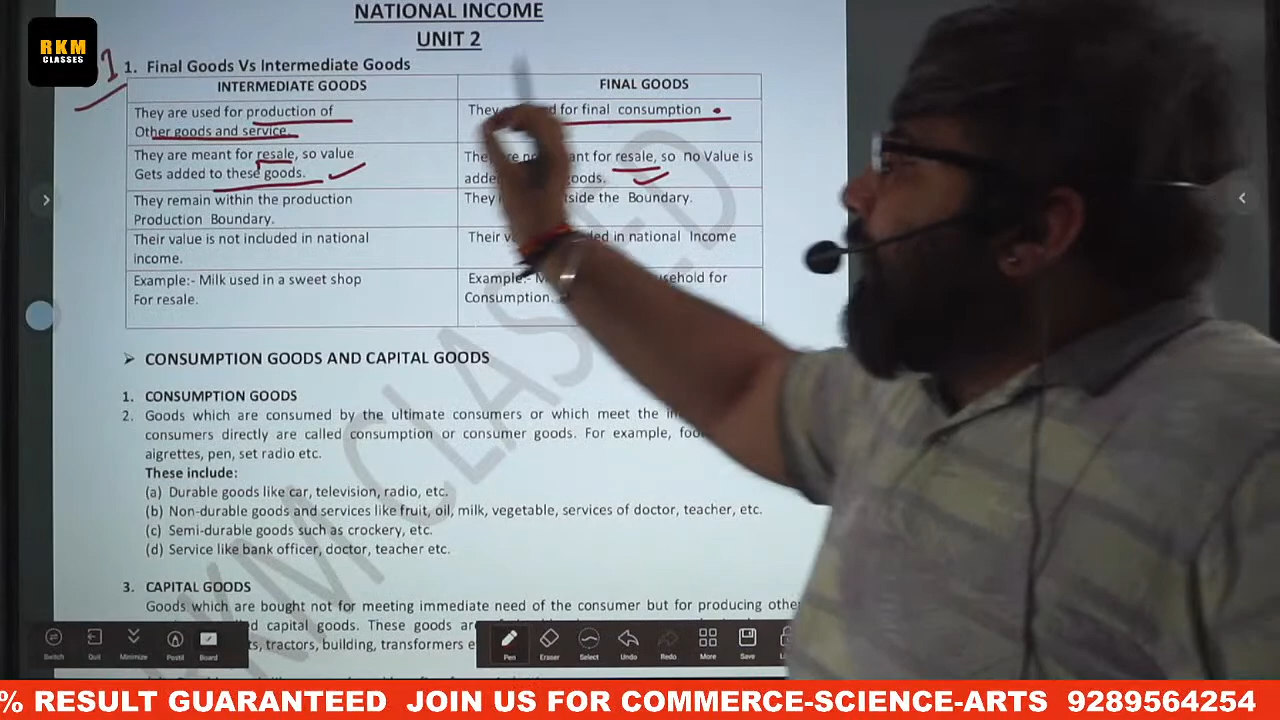 NATIONAL INCOME
UNIT 2
RKM
CLASSES
1
1. Final Goods Vs Intermediate Goods
INTERMEDIATE GOODS
FINAL GOODS
They are used for production of
Other goods and service.
They for final consumption
They are meant for resale, so value
Gets added to these goods.
They are for resale, so no Value is
goods.
They remain within the production
Production Boundary.
They the Boundary.
Their value is not included in national
income.
Their in national Income
Example:- Milk used in a sweet shop
For resale.
Example:- for
Consumption.
➢ CONSUMPTION GOODS AND CAPITAL GOODS
1. CONSUMPTION GOODS
2. Goods which are consumed by the ultimate consumers or which meet the
consumers directly are called consumption or consumer goods. For example,
aigrettes, pen, set radio etc.
These include:
(a) Durable goods like car, television, radio, etc.
(b) Non-durable goods and services like fruit, oil, milk, vegetable, services of doctor, teacher, etc.
(c) Semi-durable goods such as crockery, etc.
(d) Service like bank officer, doctor, teacher etc.
3. CAPITAL GOODS
Goods which are bought not for meeting immediate need of the consumer but for producing other
capital goods. These goods are
tractors, building, transformers
RKM CLASSED
Switch Quit Minimize Postil Board
Pen Eraser Select Undo Redo More Save
% RESULT GUARANTEED JOIN US FOR COMMERCE-SCIENCE-ARTS 9289564254